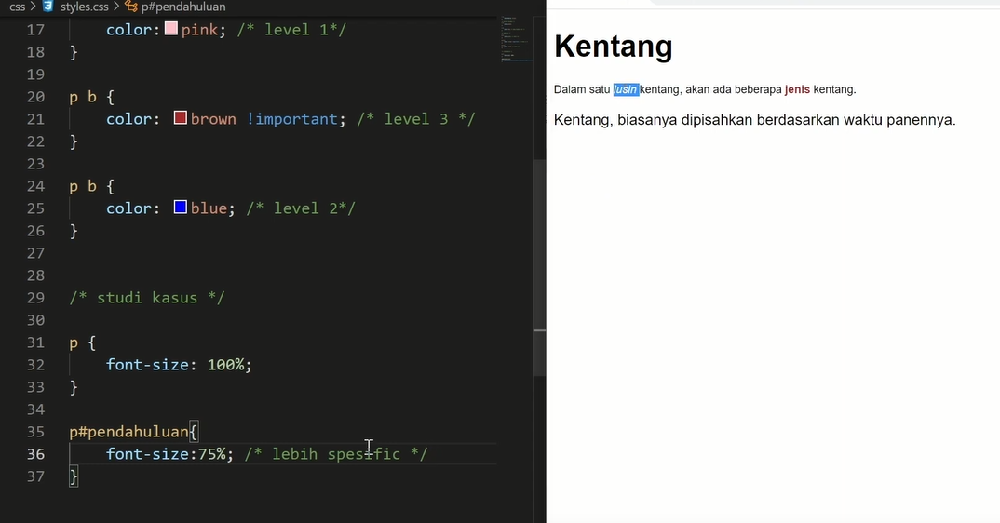 css > styles.css > p#pendahuluan
17 color: pink; /* level 1*/
18 }
19
20 p b {
21 color: brown !important; /* level 3 */
22 }
23
24 p b {
25 color: blue; /* level 2*/
26 }
27
28
29 /* studi kasus */
30
31 p {
32 font-size: 100%;
33 }
34
35 p#pendahuluan{
36 font-size:75%; /* lebih spesific */
37 }
Kentang
Dalam satu lusin kentang, akan ada beberapa jenis kentang.
Kentang, biasanya dipisahkan berdasarkan waktu panennya.